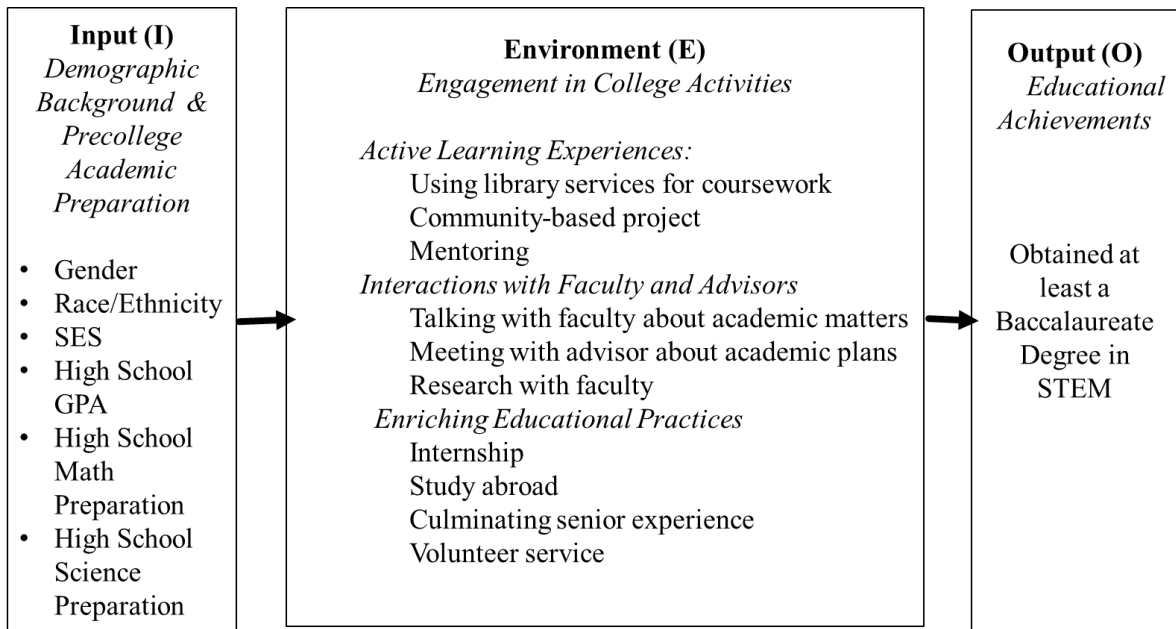 Input (I)
Demographic
Background &
Precollege
Academic
Preparation
• Gender
• Race/Ethnicity
• SES
• High School
GPA
• High School
Math
Preparation
• High School
Science
Preparation
Environment (E)
Engagement in College Activities
Active Learning Experiences:
Using library services for coursework
Community-based project
Mentoring
Interactions with Faculty and Advisors
Talking with faculty about academic matters
Meeting with advisor about academic plans
Research with faculty
Enriching Educational Practices
Internship
Study abroad
Culminating senior experience
Volunteer service
Output (O)
Educational
Achievements
Obtained at
least a
Baccalaureate
Degree in
STEM